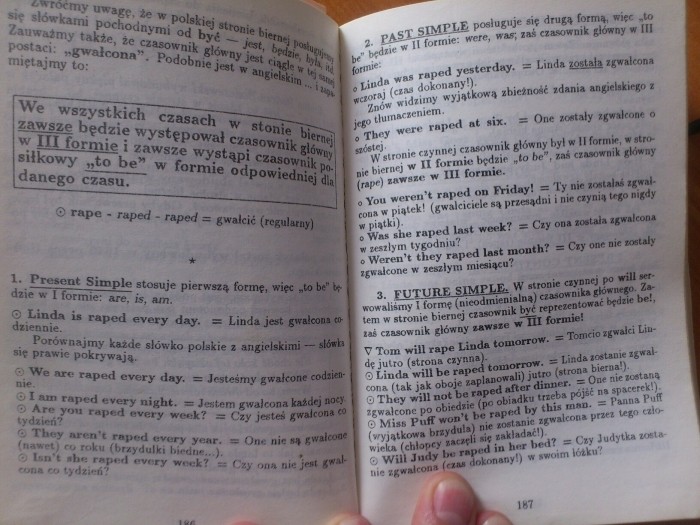 Zwróćmy uwagę, że w polskiej stronie biernej posługujemy
się słówkami pochodnymi od być — jest, będzie, była, itd.
Zauważmy także, że czasownik główny jest ciągle w tej samej
postaci: „gwałcona”. Podobnie jest w angielskim ... i zapa-
miętajmy to:
We wszystkich czasach w stonie biernej
zawsze będzie występował czasownik główny
w III formie i zawsze wystąpi czasownik po-
siłkowy „to be” w formie odpowiedniej dla
danego czasu.
⊙ rape - raped - raped = gwałcić (regularny)
*
1. Present Simple stosuje pierwszą formę, więc „to be” bę-
dzie w I formie: are, is, am.
⊙ Linda is raped every day. = Linda jest gwałcona co-
dziennie.
Porównajmy każde słówko polskie z angielskimi — słówka
się prawie pokrywają.
⊙ We are raped every day. = Jesteśmy gwałcone codzien-
nie.
⊙ I am raped every night. = Jestem gwałcona każdej nocy.
⊙ Are you raped every week? = Czy jesteś gwałcona co
tydzień?
⊙ They aren't raped every year. = One nie są gwałcone
(nawet) co roku (brzydulki biedne...).
⊙ Isn't she raped every week? = Czy ona nie jest gwał-
cona co tydzień?
186
2. PAST SIMPLE posługuje się drugą formą, więc „to
be” będzie w II formie: were, was; zaś czasownik główny w III
formie:
⊙ Linda was raped yesterday. = Linda została zgwałcona
wczoraj (czas dokonany!).
Znów widzimy wyjątkową zbieżność zdania angielskiego z
jego tłumaczeniem.
⊙ They were raped at six. = One zostały zgwałcone o
szóstej.
W stronie czynnej czasownik główny był w II formie, w stro-
nie biernej w II formie będzie „to be”, zaś czasownik główny
(rape) zawsze w III formie.
⊙ You weren't raped on Friday! = Ty nie zostałaś zgwał-
cona w piątek! (gwałciciele są przesądni i nie czynią tego nigdy
w piątki).
⊙ Was she raped last week? = Czy ona została zgwałcona
w zeszłym tygodniu?
⊙ Weren't they raped last month? = Czy one nie zostały
zgwałcone w zeszłym miesiącu?
3. FUTURE SIMPLE. W stronie czynnej po will ser-
wowaliśmy I formę (nieodmienialną) czasownika głównego. Za-
tem w stronie biernej czasownik być reprezentować będzie be!,
zaś czasownik główny zawsze w III formie!
∇ Tom will rape Linda tomorrow. = Tomcio zgwałci Lin-
dę jutro (strona czynna).
⊙ Linda will be raped tomorrow. = Linda zostanie zgwał-
cona (tak jak oboje zaplanowali) jutro (strona bierna!).
⊙ They will not be raped after dinner. = One nie zostaną
zgwałcone po obiedzie (po obiadku trzeba pójść na spacerek!).
⊙ Miss Puff won't be raped by this man. = Panna Puff
(wyjątkowa brzydula) nie zostanie zgwałcona przez tego czło-
wieka (chłopcy zaczęli się zakładać!).
⊙ Will Judy be raped in her bed? = Czy Judytka zosta-
nie zgwałcona (czas dokonany!) w swoim łóżku?
187